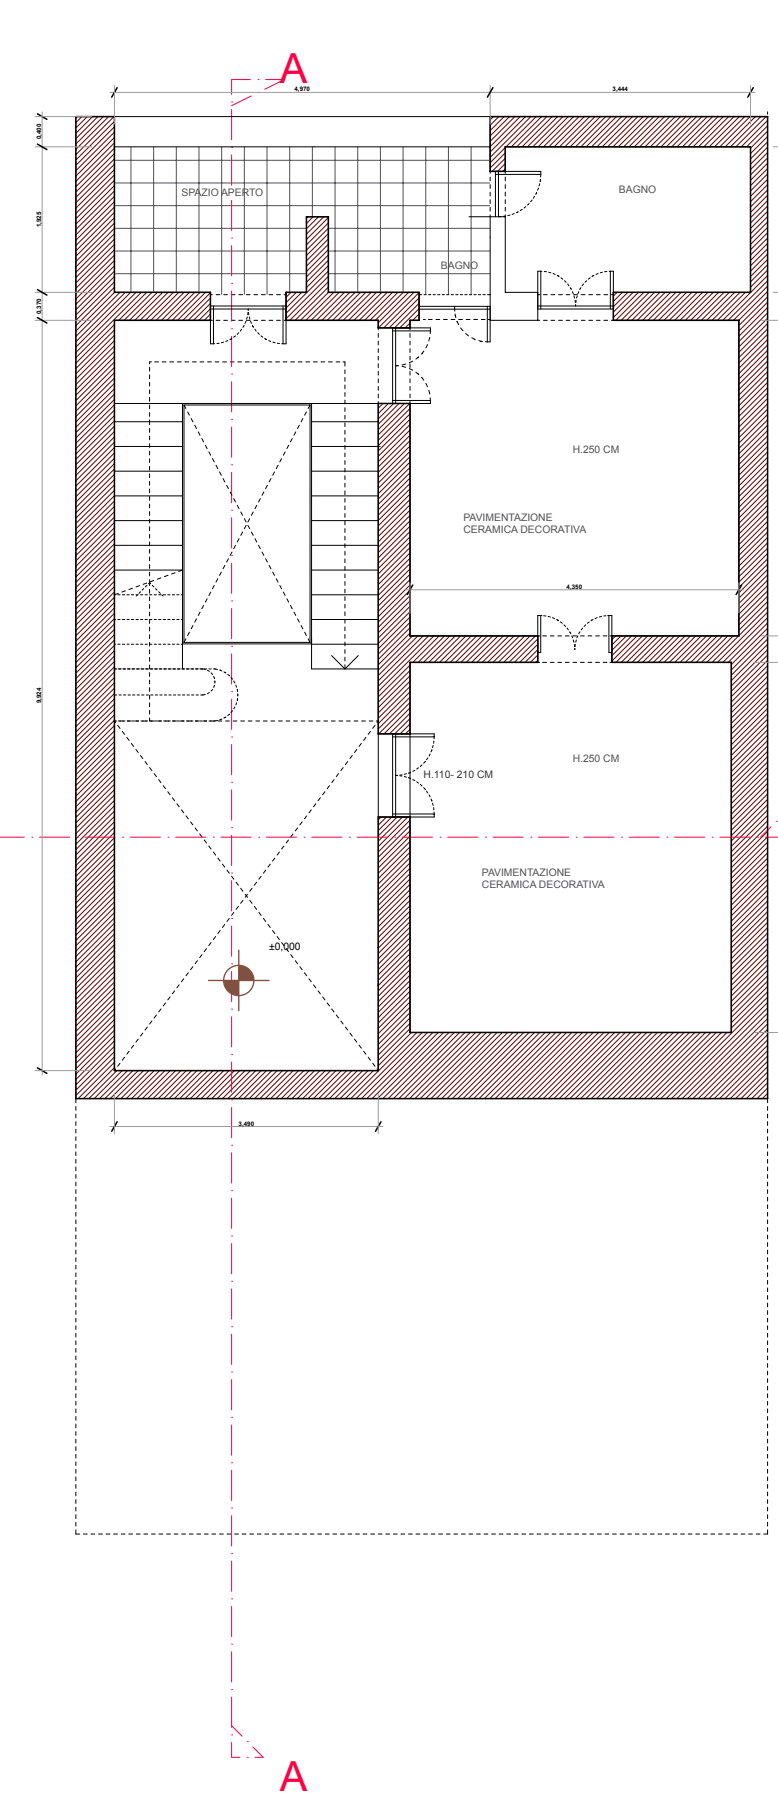 A
4,970
3,444
0,400
SPAZIO APERTO
BAGNO
1,925
BAGNO
0,370
H.250 CM
PAVIMENTAZIONE
CERAMICA DECORATIVA
4,350
9,924
H.250 CM
H.110- 210 CM
PAVIMENTAZIONE
CERAMICA DECORATIVA
±0,000
3,490
A